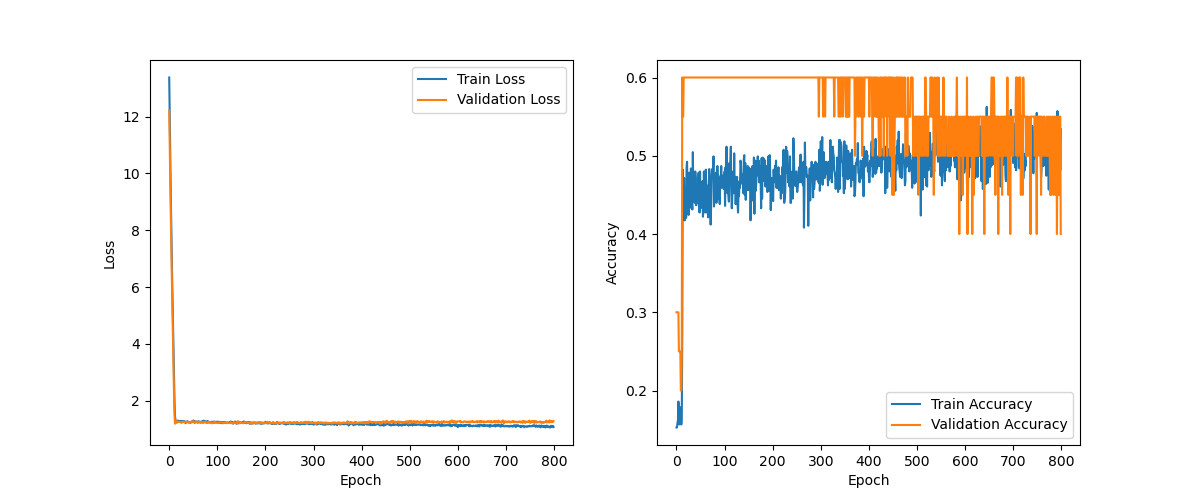 Train Loss
Validation Loss
12
10
8
6
4
2
0 100 200 300 400 500 600 700 800
Epoch
Loss
0.6
0.5
0.4
0.3
0.2
Train Accuracy
Validation Accuracy
0 100 200 300 400 500 600 700 800
Epoch
Accuracy